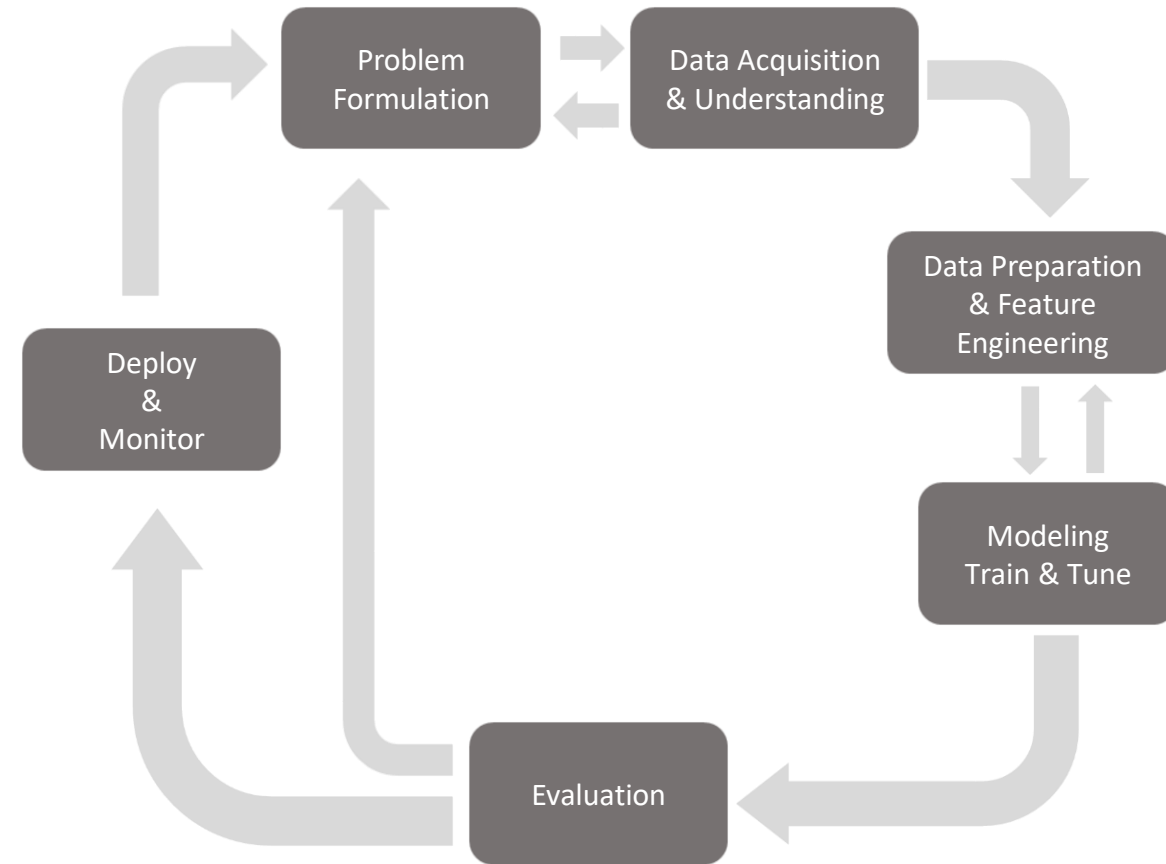 Problem
Formulation
Data Acquisition
& Understanding
Data Preparation
& Feature
Engineering
Modeling
Train & Tune
Evaluation
Deploy
&
Monitor